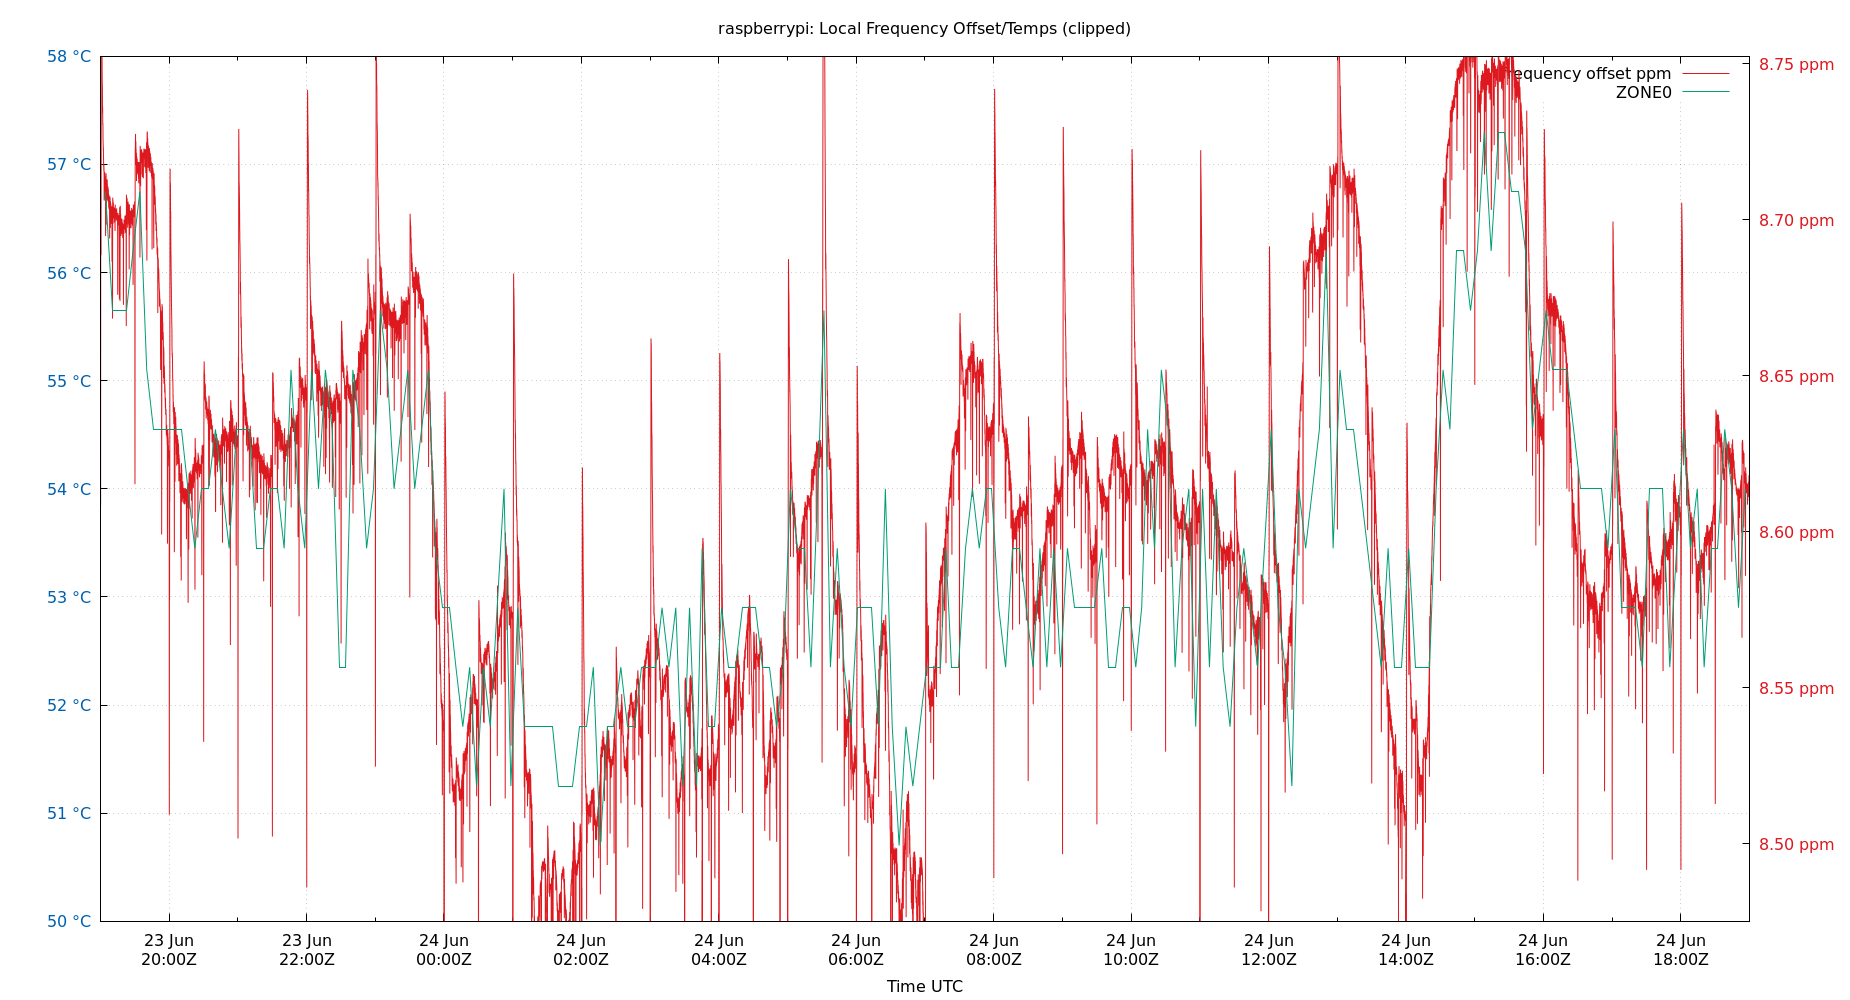 raspberrypi: Local Frequency Offset/Temps (clipped)
58 °C
57 °C
56 °C
55 °C
54 °C
53 °C
52 °C
51 °C
50 °C
8.75 ppm
8.70 ppm
8.65 ppm
8.60 ppm
8.55 ppm
8.50 ppm
frequency offset ppm
ZONE0
23 Jun
20:00Z
23 Jun
22:00Z
24 Jun
00:00Z
24 Jun
02:00Z
24 Jun
04:00Z
24 Jun
06:00Z
24 Jun
08:00Z
24 Jun
10:00Z
24 Jun
12:00Z
24 Jun
14:00Z
24 Jun
16:00Z
24 Jun
18:00Z
Time UTC